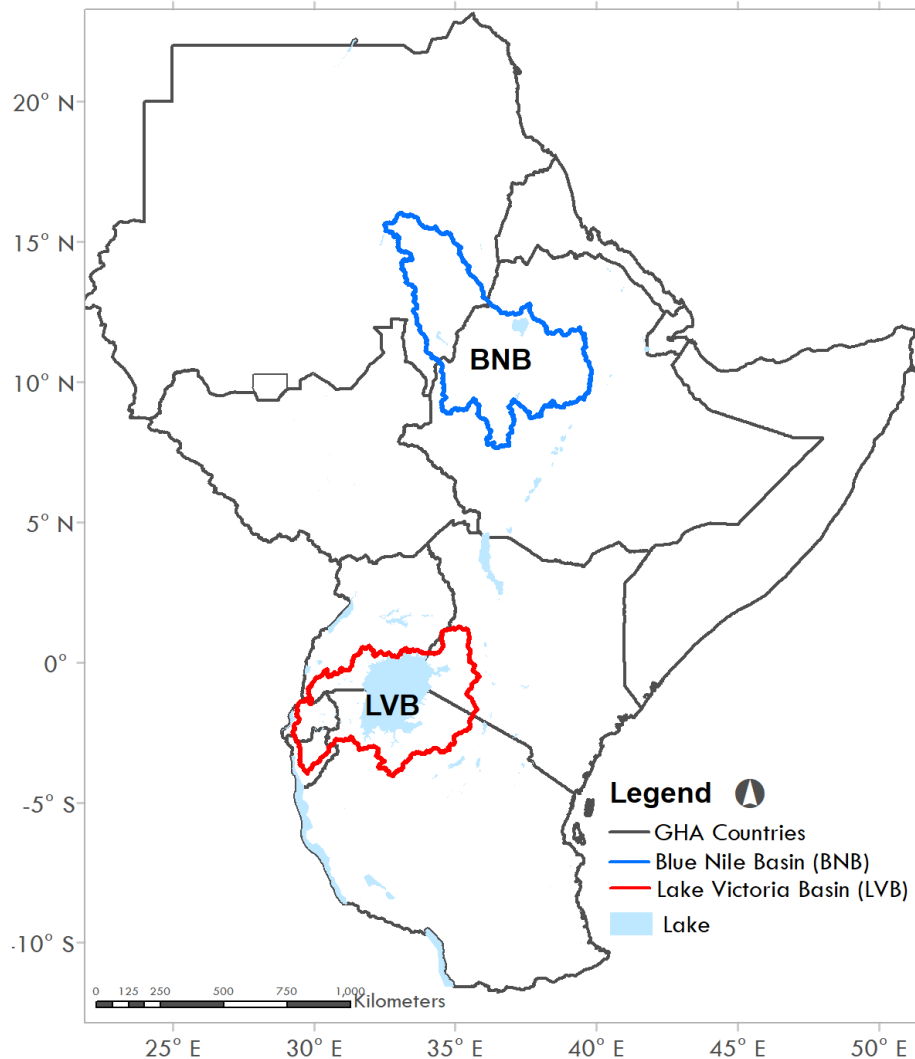 20° N
15° N
10° N
5° N
0°
-5° S
-10° S
BNB
LVB
Legend
GHA Countries
Blue Nile Basin (BNB)
Lake Victoria Basin (LVB)
Lake
0 125 250 500 750 1,000
Kilometers
25° E 30° E 35° E 40° E 45° E 50° E